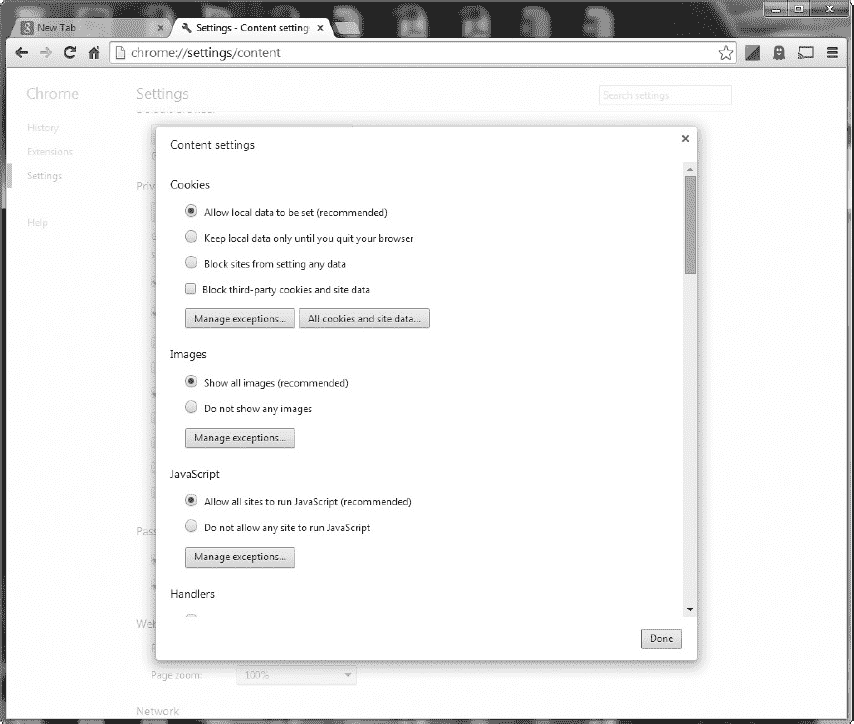 New Tab
Settings - Content setting
chrome://settings/content
Chrome
Settings
Search settings
History
Extensions
Settings
Help
Content settings
Cookies
Allow local data to be set (recommended)
Keep local data only until you quit your browser
Block sites from setting any data
Block third-party cookies and site data
Manage exceptions... All cookies and site data...
Images
Show all images (recommended)
Do not show any images
Manage exceptions...
JavaScript
Allow all sites to run JavaScript (recommended)
Do not allow any site to run JavaScript
Manage exceptions...
Handlers
Done
Page zoom: 100%
Network